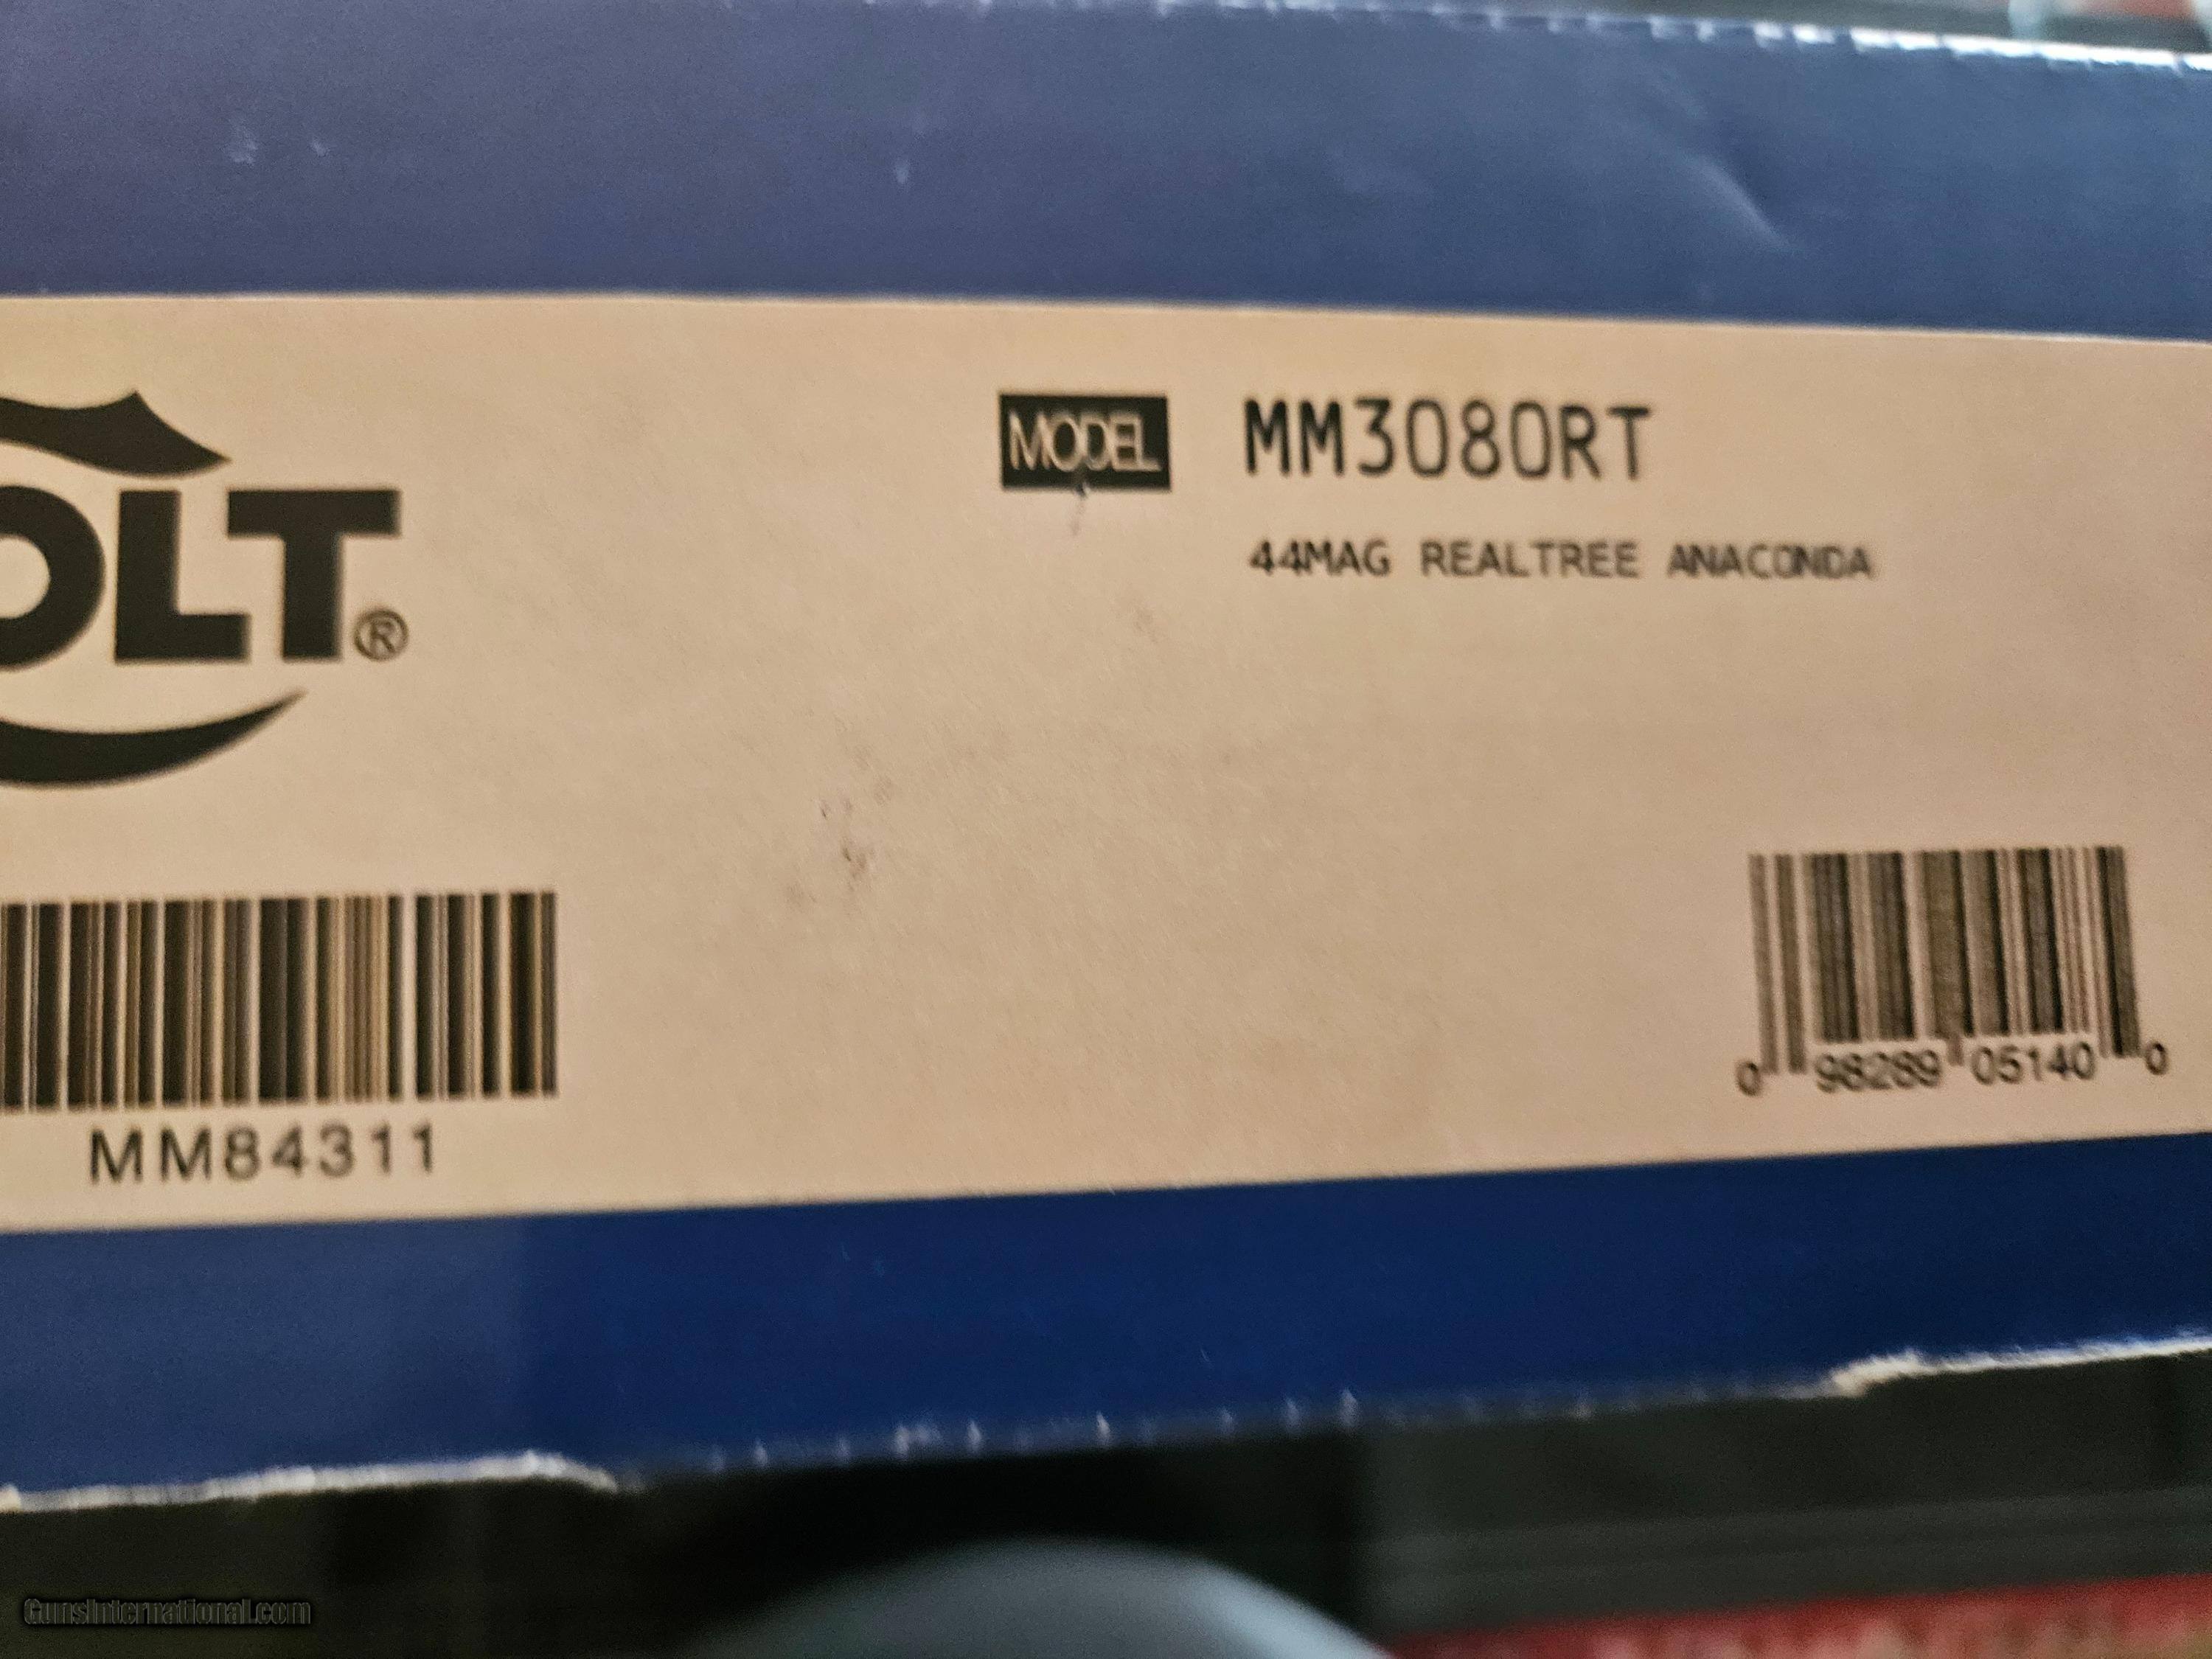 OLT®
MODEL MM3080RT
44MAG REALTREE ANACONDA
MM84311
0 98289 05140 0
GunsInternational.com